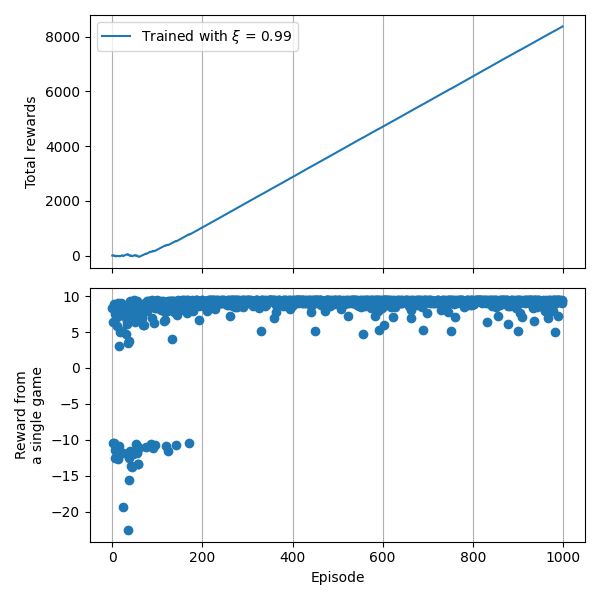 Trained with ξ = 0.99
Total rewards
8000
6000
4000
2000
0
Reward from
a single game
10
5
0
−5
−10
−15
−20
0 200 400 600 800 1000
Episode